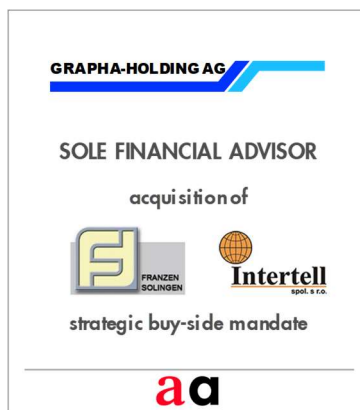 GRAPHA-HOLDING AG
SOLE FINANCIAL ADVISOR
acquisition of
FRANZEN
SOLINGEN
Intertell
spol. s r.o.
strategic buy-side mandate
aa